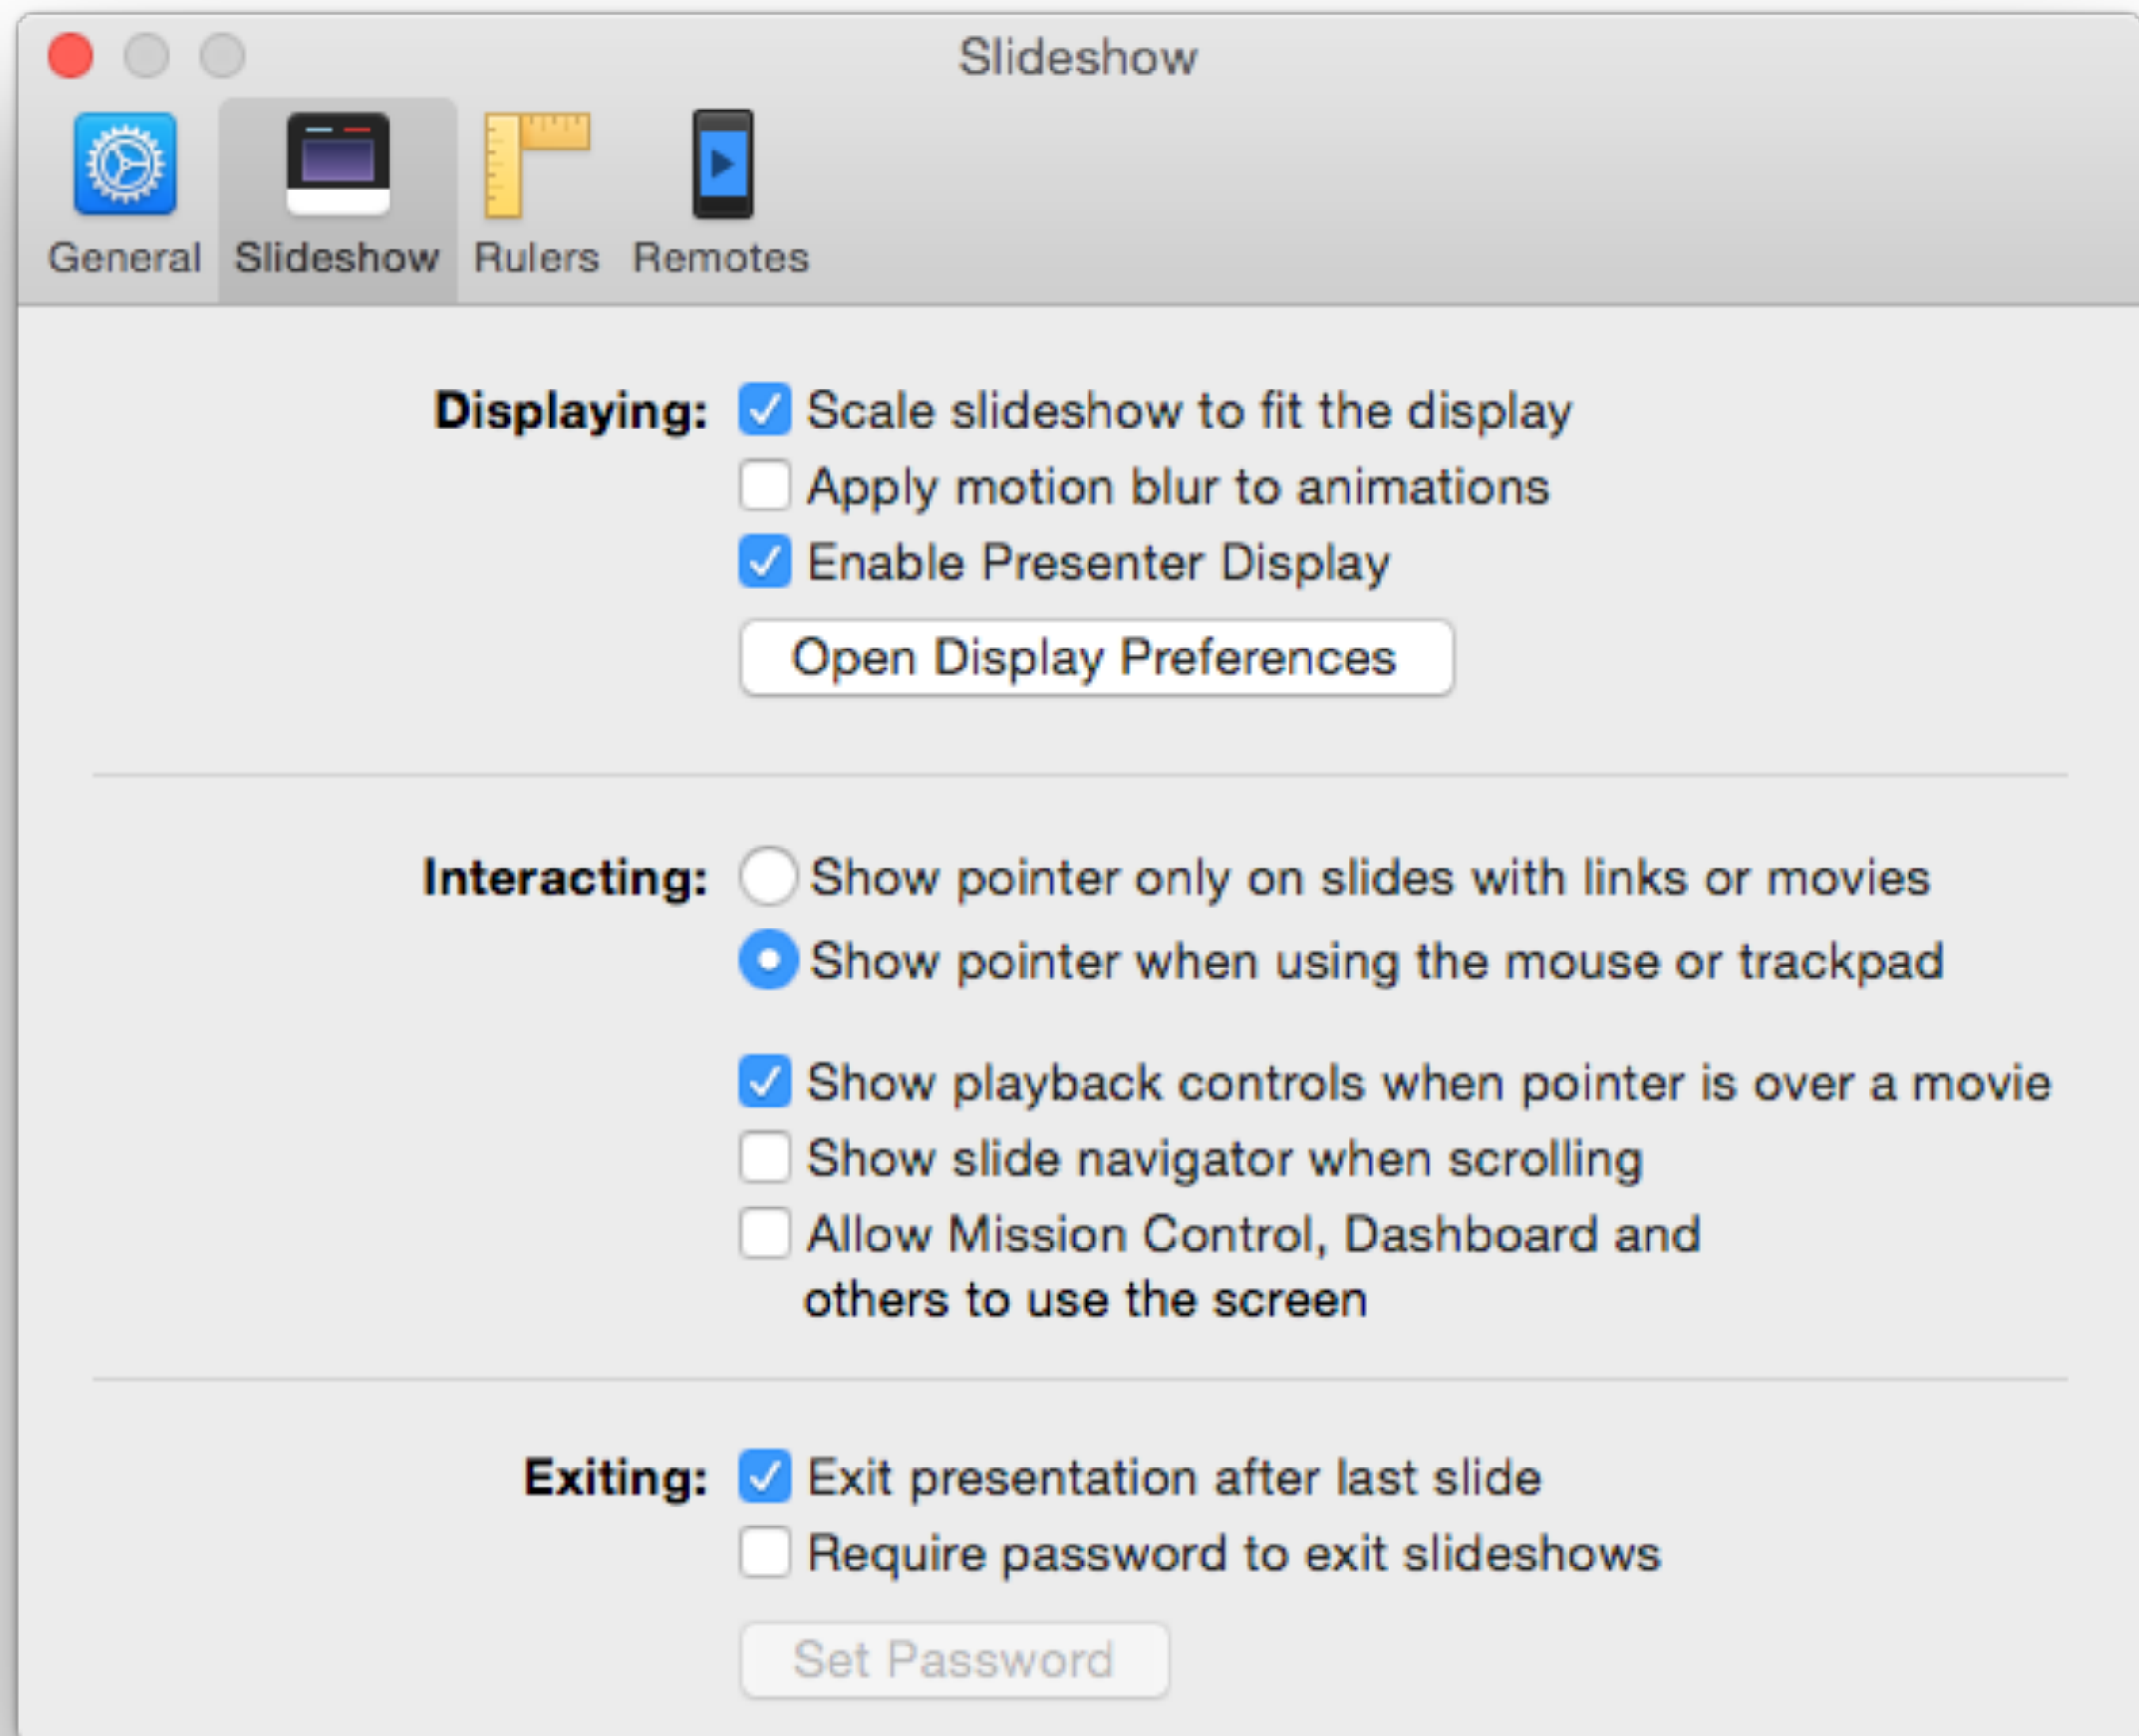 Slideshow
General Slideshow Rulers Remotes
Displaying: Scale slideshow to fit the display
Apply motion blur to animations
Enable Presenter Display
Open Display Preferences
Interacting: Show pointer only on slides with links or movies
Show pointer when using the mouse or trackpad
Show playback controls when pointer is over a movie
Show slide navigator when scrolling
Allow Mission Control, Dashboard and
others to use the screen
Exiting: Exit presentation after last slide
Require password to exit slideshows
Set Password